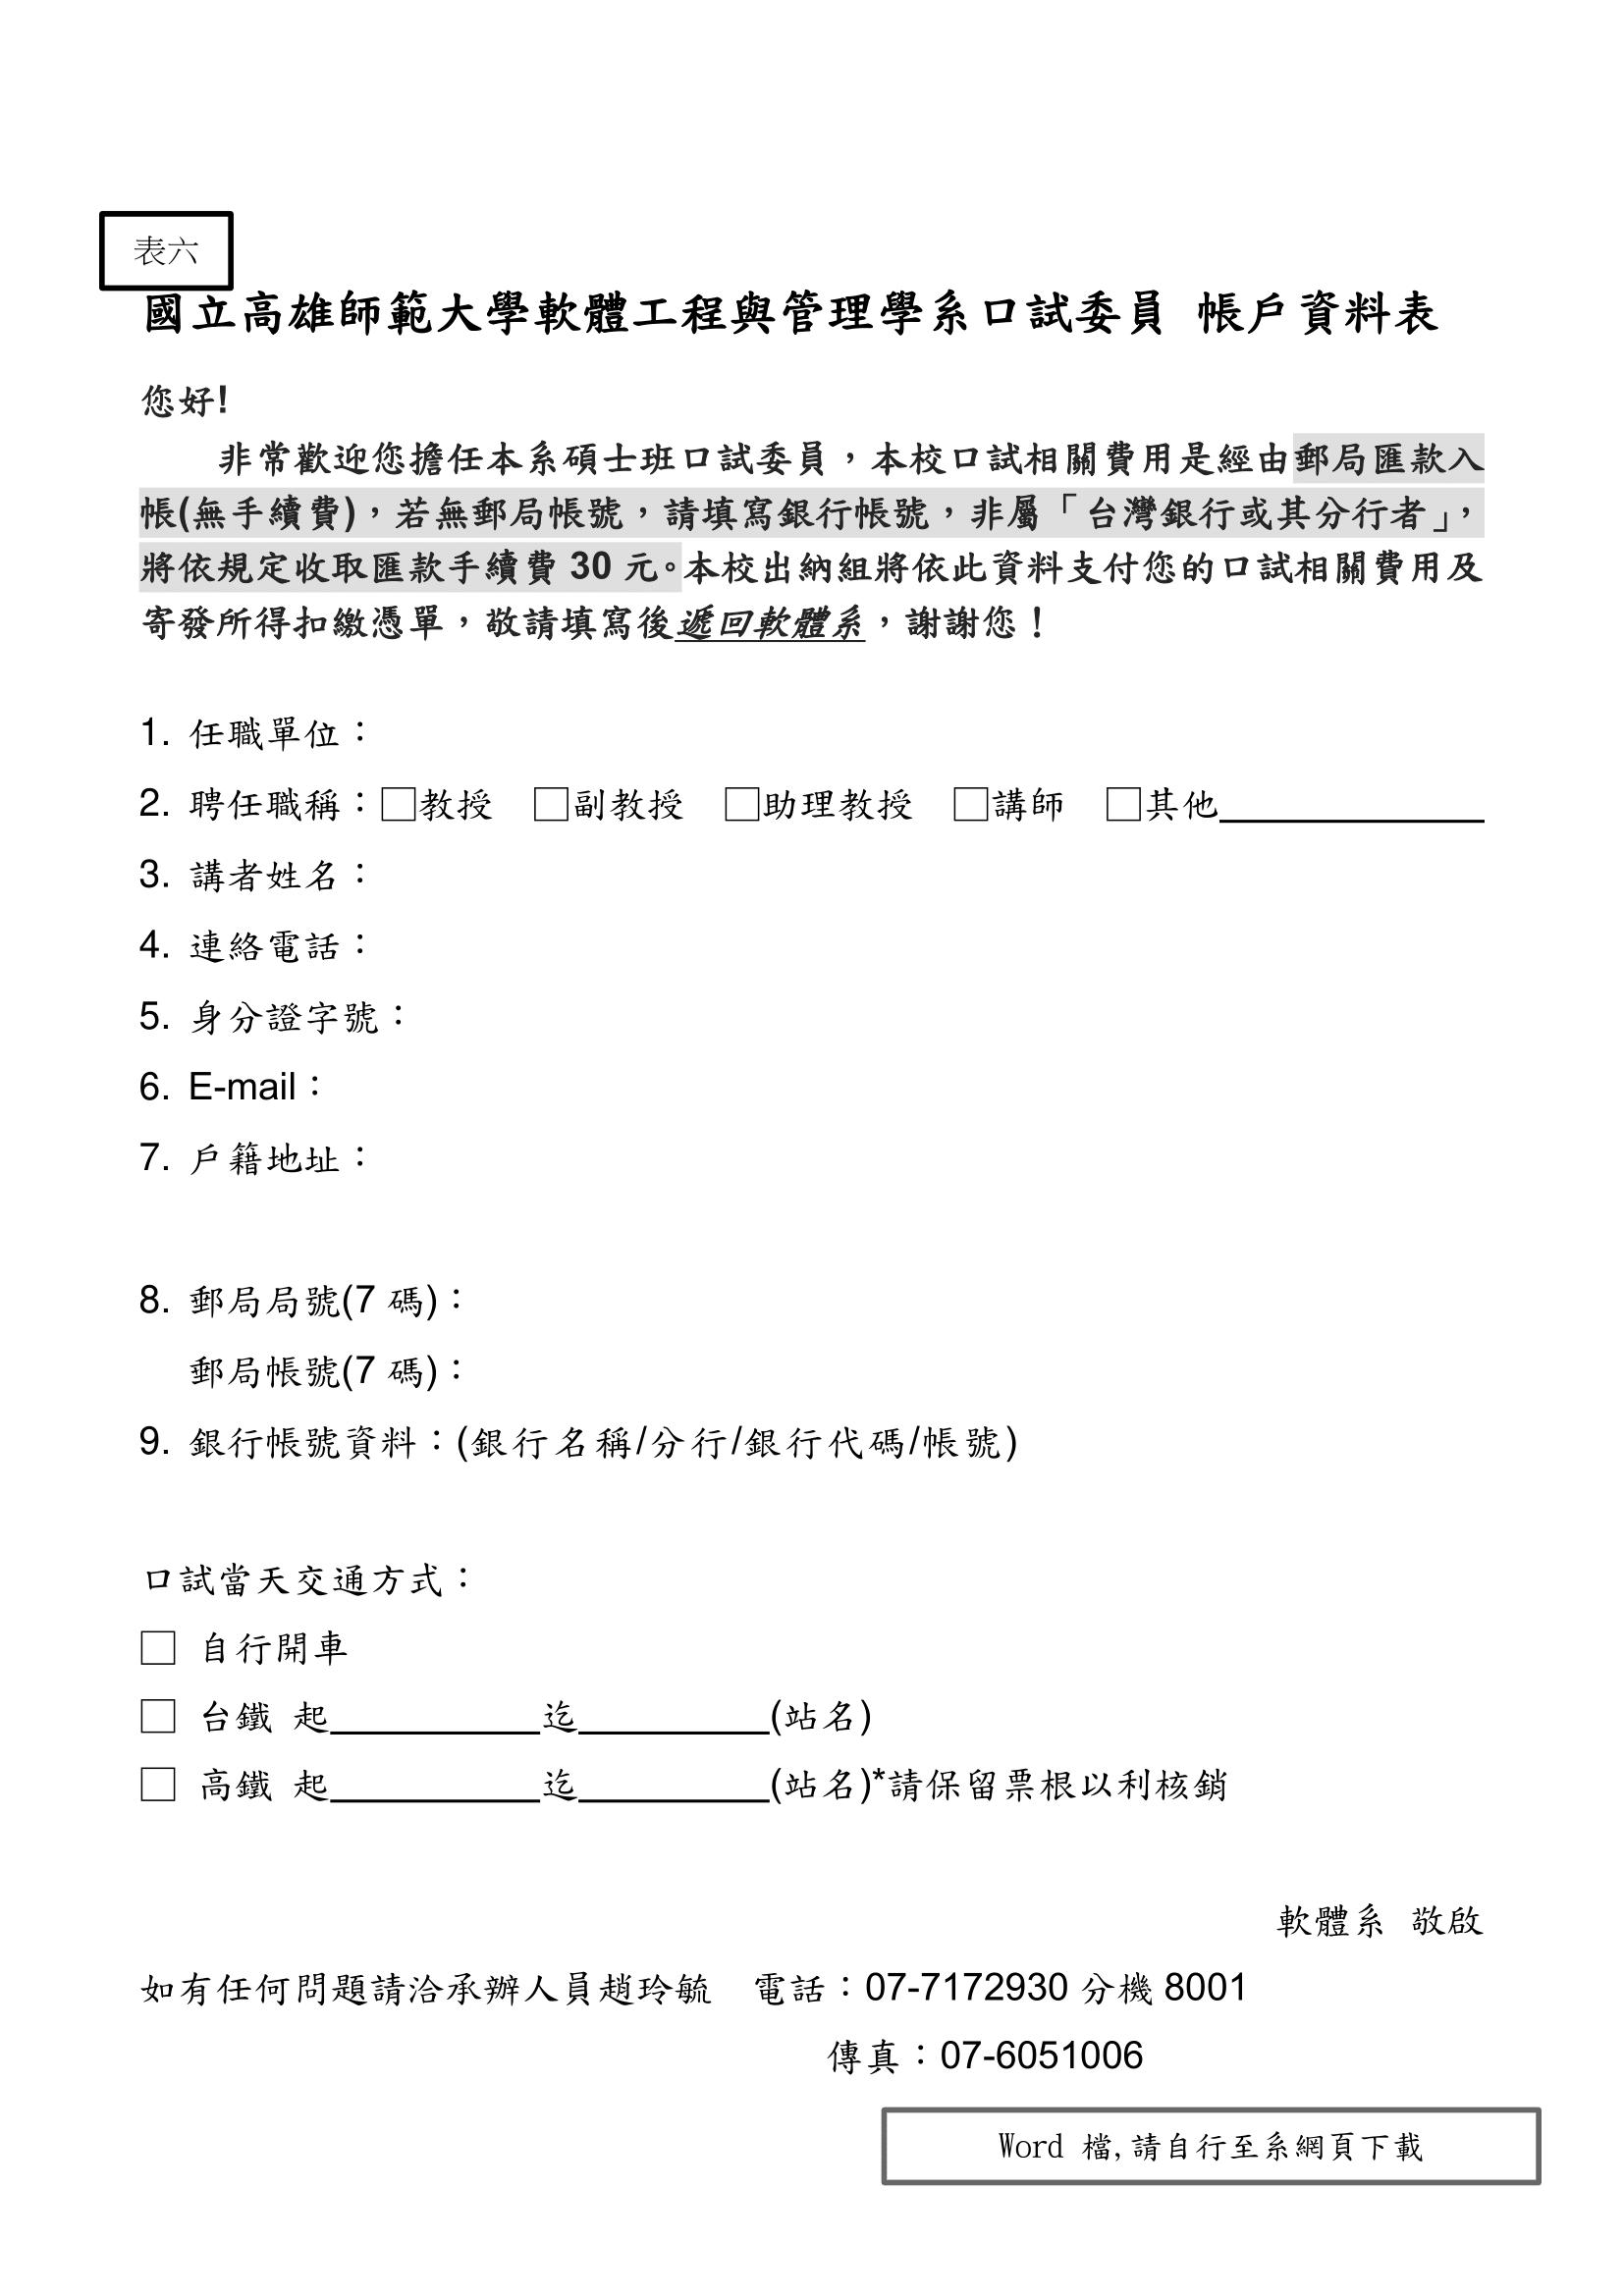 表六
國立高雄師範大學軟體工程與管理學系口試委員 帳戶資料表
您好!
非常歡迎您擔任本系碩士班口試委員，本校口試相關費用是經由郵局匯款入
帳(無手續費)，若無郵局帳號，請填寫銀行帳號，非屬「台灣銀行或其分行者」，
將依規定收取匯款手續費 30 元。本校出納組將依此資料支付您的口試相關費用及
寄發所得扣繳憑單，敬請填寫後遞回軟體系，謝謝您！
1. 任職單位：
2. 聘任職稱：□教授 □副教授 □助理教授 □講師 □其他______________
3. 講者姓名：
4. 連絡電話：
5. 身分證字號：
6. E-mail：
7. 戶籍地址：
8. 郵局局號(7 碼)：
郵局帳號(7 碼)：
9. 銀行帳號資料：(銀行名稱/分行/銀行代碼/帳號)
口試當天交通方式：
□ 自行開車
□ 台鐵 起___________迄__________(站名)
□ 高鐵 起___________迄__________(站名)*請保留票根以利核銷
軟體系 敬啟
如有任何問題請洽承辦人員趙玲毓 電話：07-7172930 分機 8001
傳真：07-6051006
Word 檔,請自行至系網頁下載